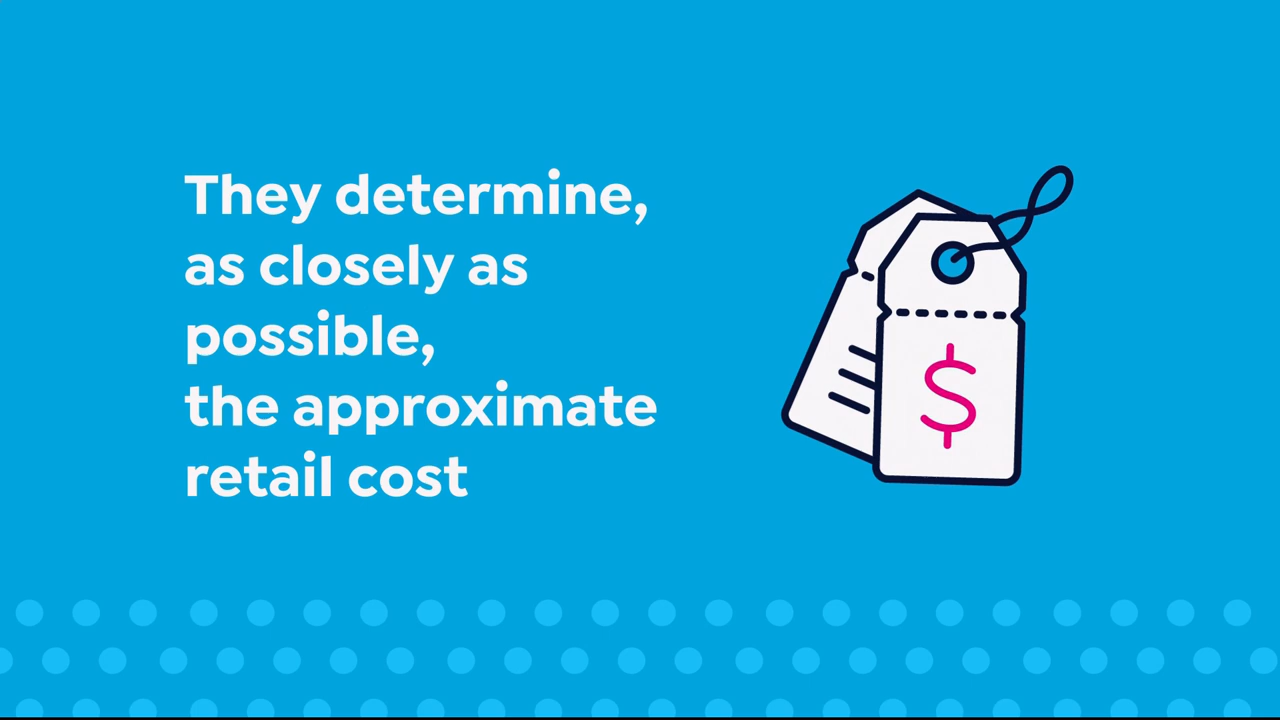 They determine,
as closely as
possible,
the approximate
retail cost
$